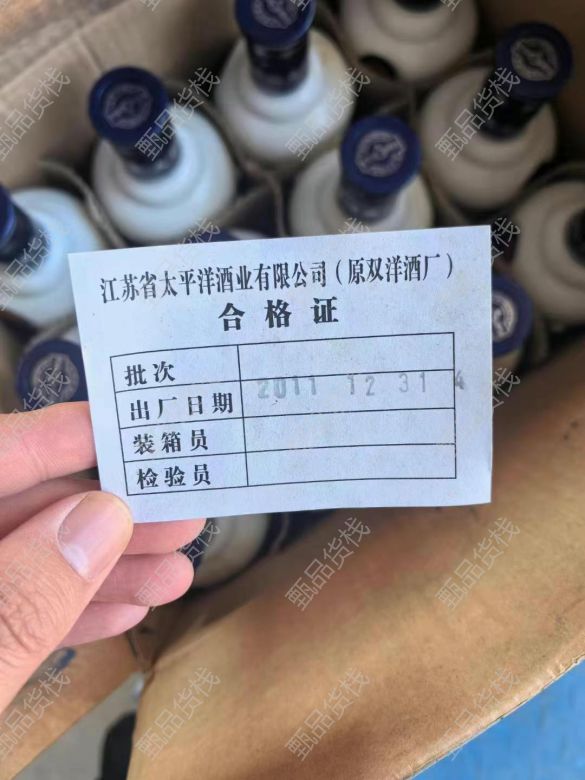 江苏省太平洋酒业有限公司（原双洋酒厂）
合格证
批次
出厂日期 2011 12 31 4
装箱员
检验员
甄品货栈